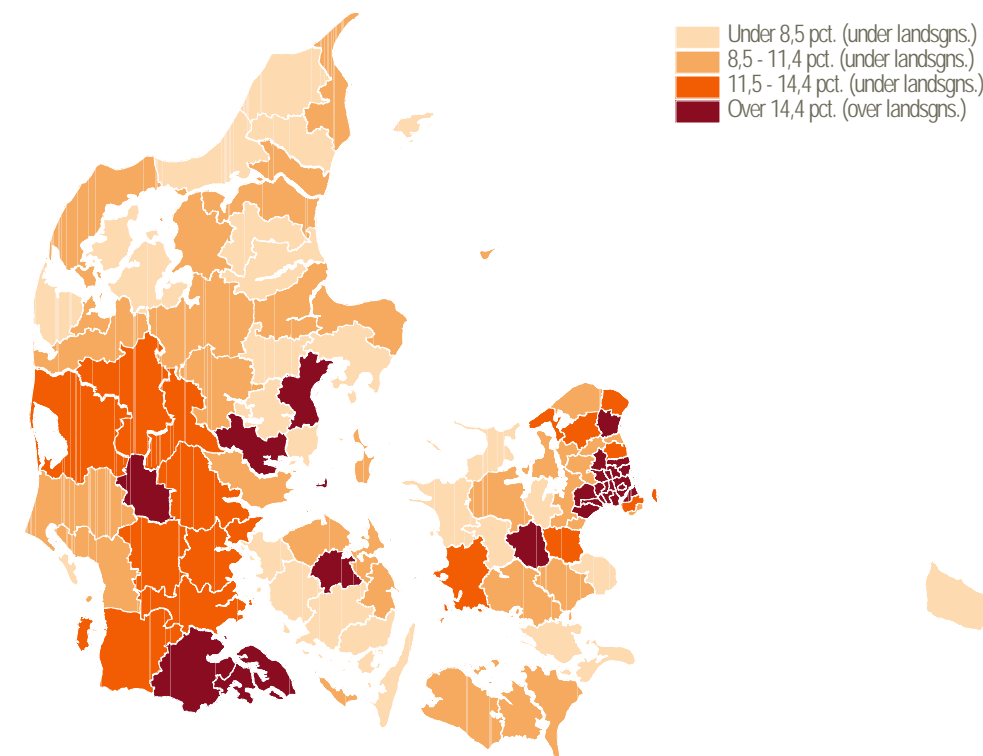 Under 8,5 pct. (under landsgns.)
8,5 - 11,4 pct. (under landsgns.)
11,5 - 14,4 pct. (under landsgns.)
Over 14,4 pct. (over landsgns.)